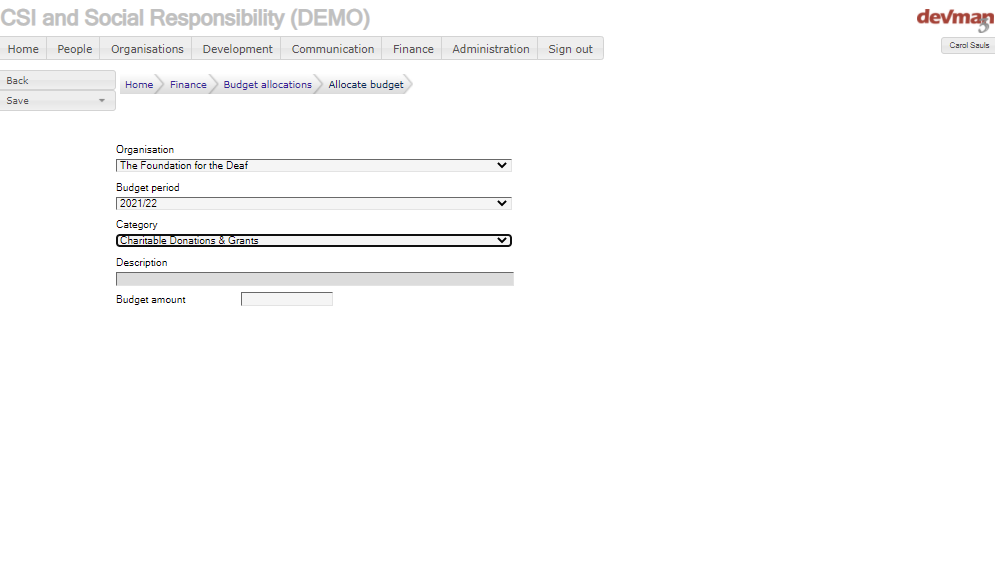 CSI and Social Responsibility (DEMO)
devman
3
Home People Organisations Development Communication Finance Administration Sign out
Carol Sauls
Back
Save
Home Finance Budget allocations Allocate budget
Organisation
The Foundation for the Deaf
Budget period
2021/22
Category
Charitable Donations & Grants
Description
Budget amount